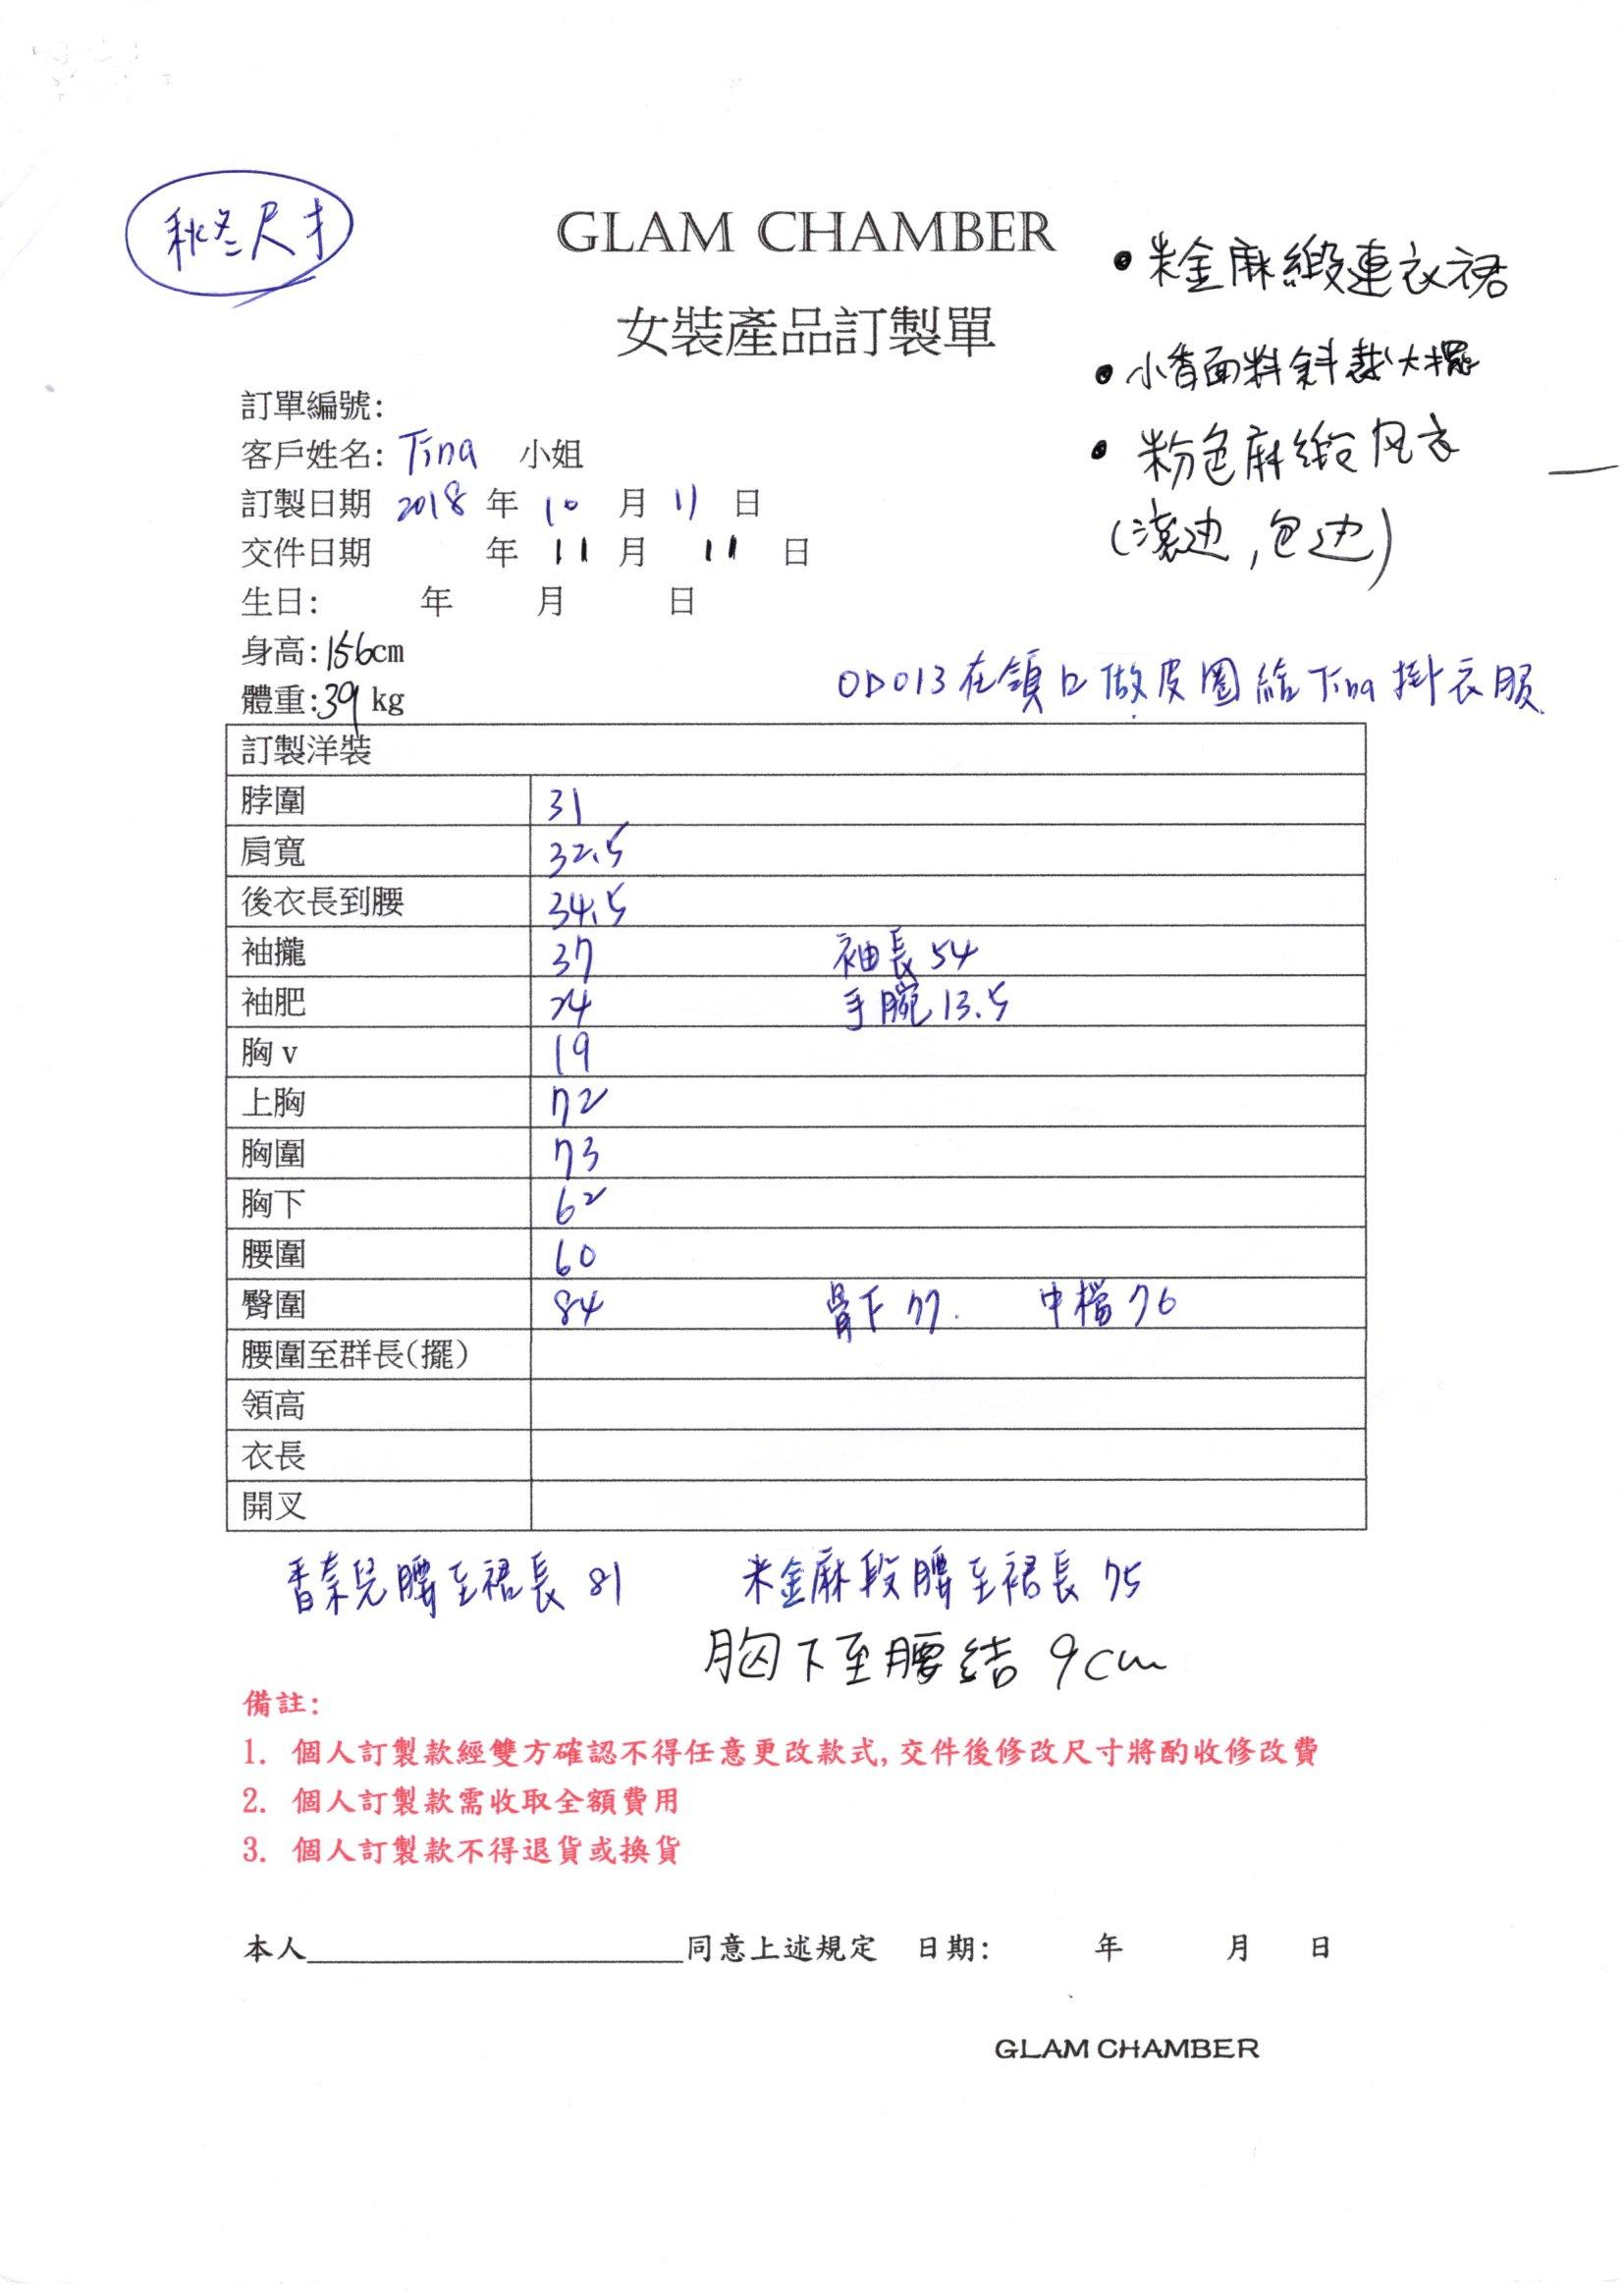 秋冬尺寸
GLAM CHAMBER
女裝產品訂製單
• 米金麻緞連衣裙
• 小香面料斜裁大擺
• 粉色麻緞风衣
(滾边,包边)
訂單編號:
客戶姓名: Tina 小姐
訂製日期 2018 年 10 月 11 日
交件日期 年 11 月 11 日
生日: 年 月 日
身高:156cm
體重:39 kg
OD013在領口做皮圈給Tina掛衣服
訂製洋裝
脖圍 31
肩寬 32.5
後衣長到腰 34.5
袖攏 37 袖長 54
袖肥 24 手腕 13.5
胸 v 19
上胸 72
胸圍 73
胸下 62
腰圍 60
臀圍 84 骨下 77. 中檔 76
腰圍至群長(擺)
領高
衣長
開叉
香奈兒腰至裙長 81 米金麻段腰至裙長 75
胸下至腰结 9cm
備註:
1. 個人訂製款經雙方確認不得任意更改款式,交件後修改尺寸將酌收修改費
2. 個人訂製款需收取全額費用
3. 個人訂製款不得退貨或換貨
本人 同意上述規定 日期: 年 月 日
GLAM CHAMBER